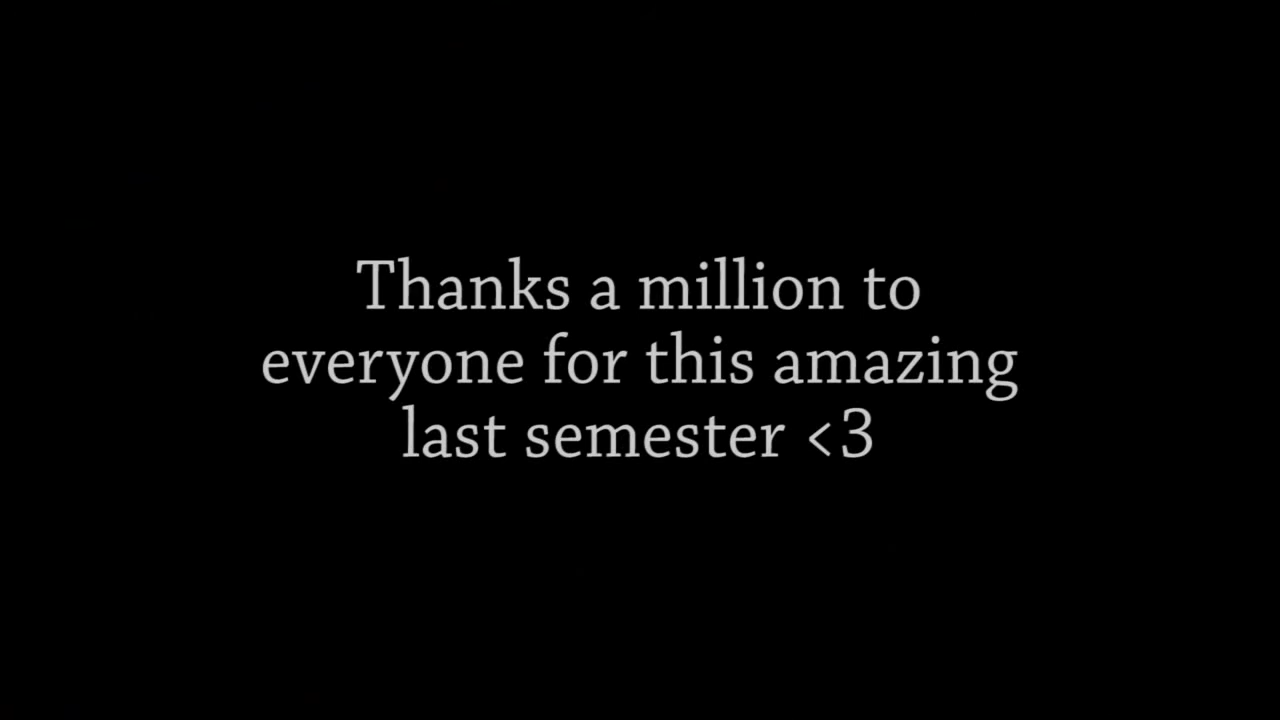 Thanks a million to
everyone for this amazing
last semester <3